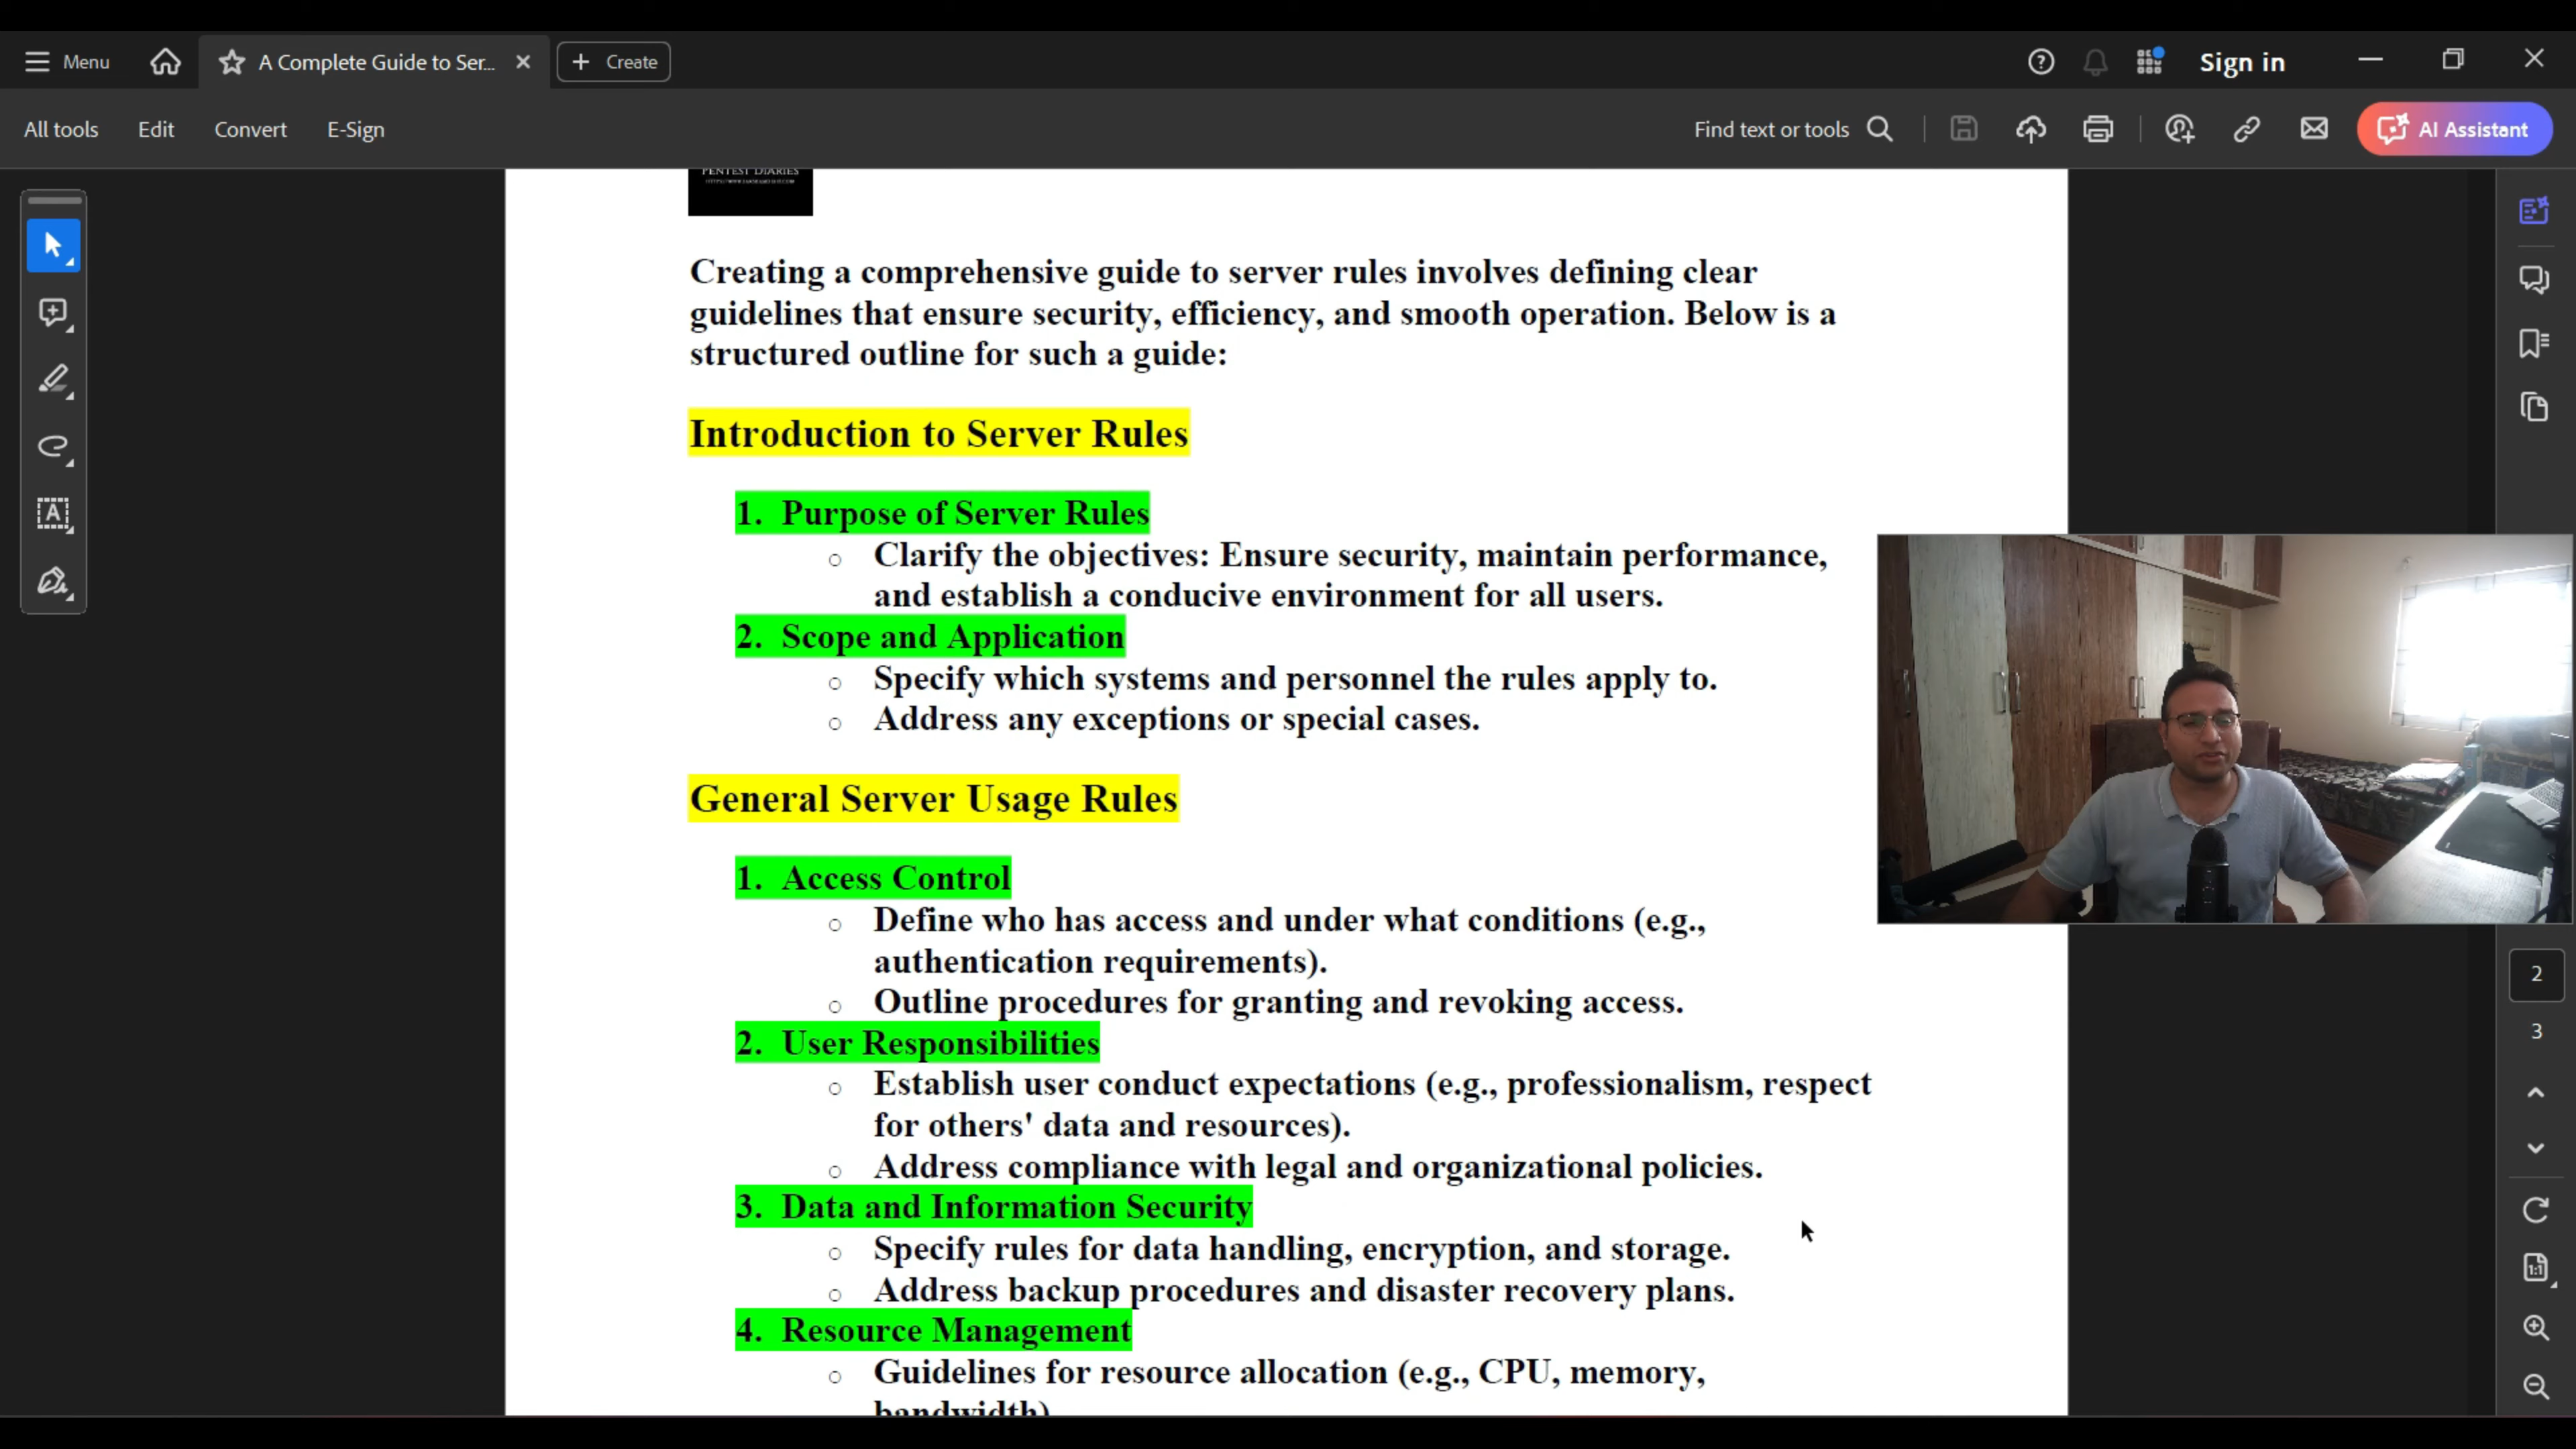 Menu
A Complete Guide to Ser...
Create
Sign in
All tools
Edit
Convert
E-Sign
Find text or tools
AI Assistant
PENTEST DIARIES
Creating a comprehensive guide to server rules involves defining clear
guidelines that ensure security, efficiency, and smooth operation. Below is a
structured outline for such a guide:
Introduction to Server Rules
1. Purpose of Server Rules
○ Clarify the objectives: Ensure security, maintain performance,
and establish a conducive environment for all users.
2. Scope and Application
○ Specify which systems and personnel the rules apply to.
○ Address any exceptions or special cases.
General Server Usage Rules
1. Access Control
○ Define who has access and under what conditions (e.g.,
authentication requirements).
○ Outline procedures for granting and revoking access.
2. User Responsibilities
○ Establish user conduct expectations (e.g., professionalism, respect
for others' data and resources).
○ Address compliance with legal and organizational policies.
3. Data and Information Security
○ Specify rules for data handling, encryption, and storage.
○ Address backup procedures and disaster recovery plans.
4. Resource Management
○ Guidelines for resource allocation (e.g., CPU, memory,
bandwidth)
2
3